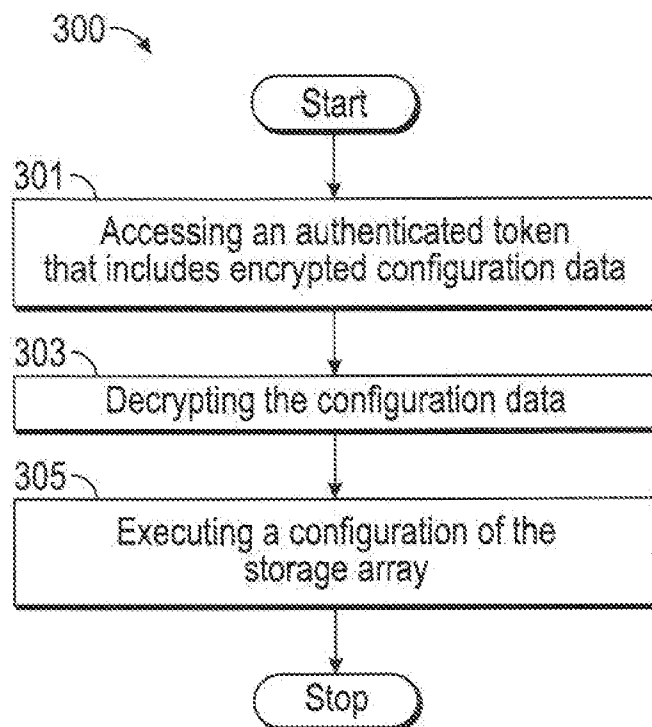 300
Start
301
Accessing an authenticated token
that includes encrypted configuration data
303
Decrypting the configuration data
305
Executing a configuration of the
storage array
Stop